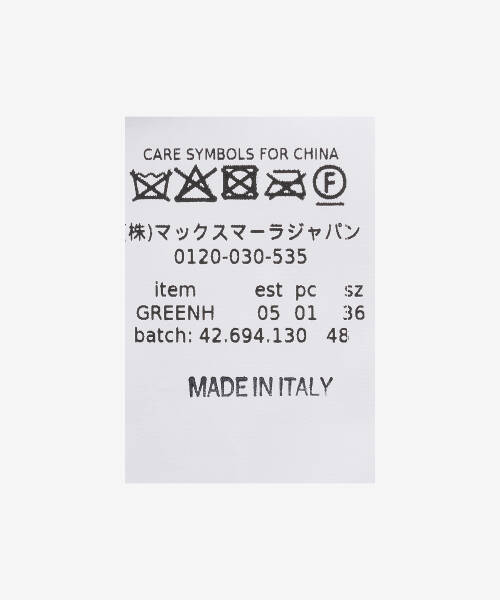 CARE SYMBOLS FOR CHINA
F
(株)マックスマーラジャパン
0120-030-535
item est pc sz
GREENH 05 01 36
batch: 42.694.130 48
MADE IN ITALY